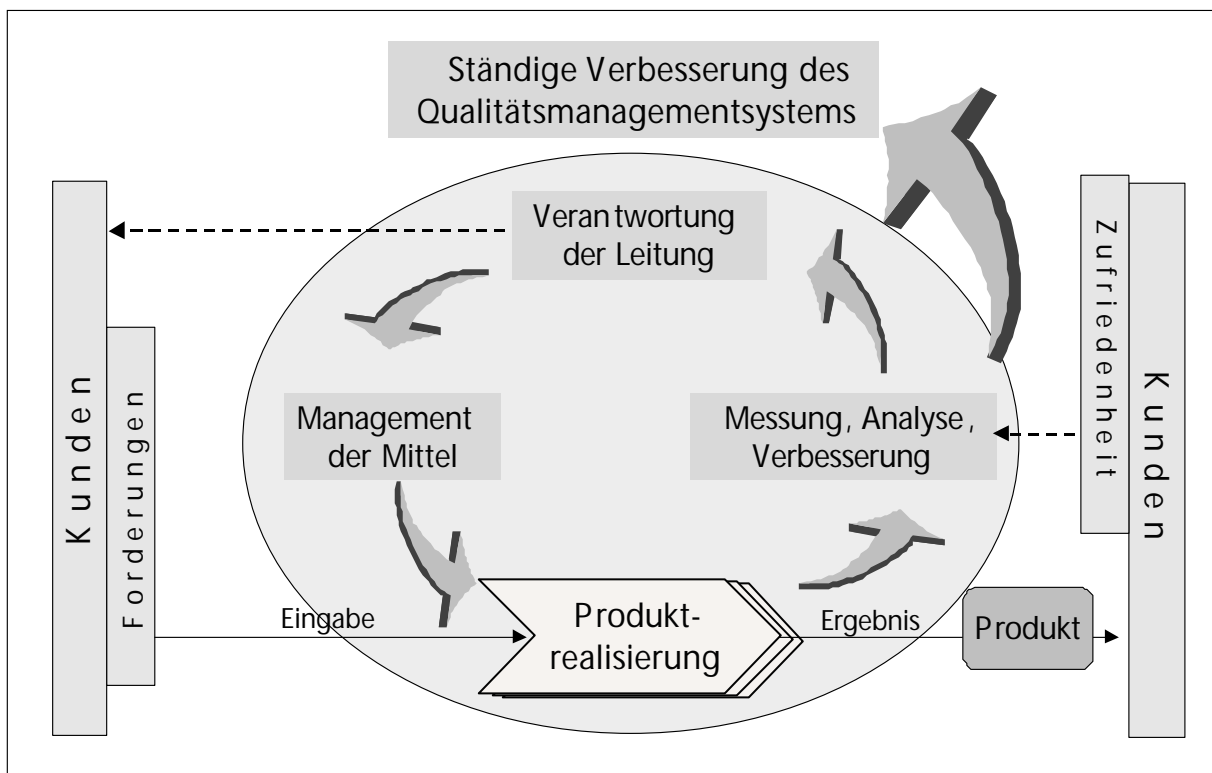 Ständige Verbesserung des
Qualitätsmanagementsystems
Verantwortung
der Leitung
Kunden
Forderungen
Management
der Mittel
Messung, Analyse,
Verbesserung
Zufriedenheit
Kunden
Eingabe
Produkt-
realisierung
Ergebnis
Produkt